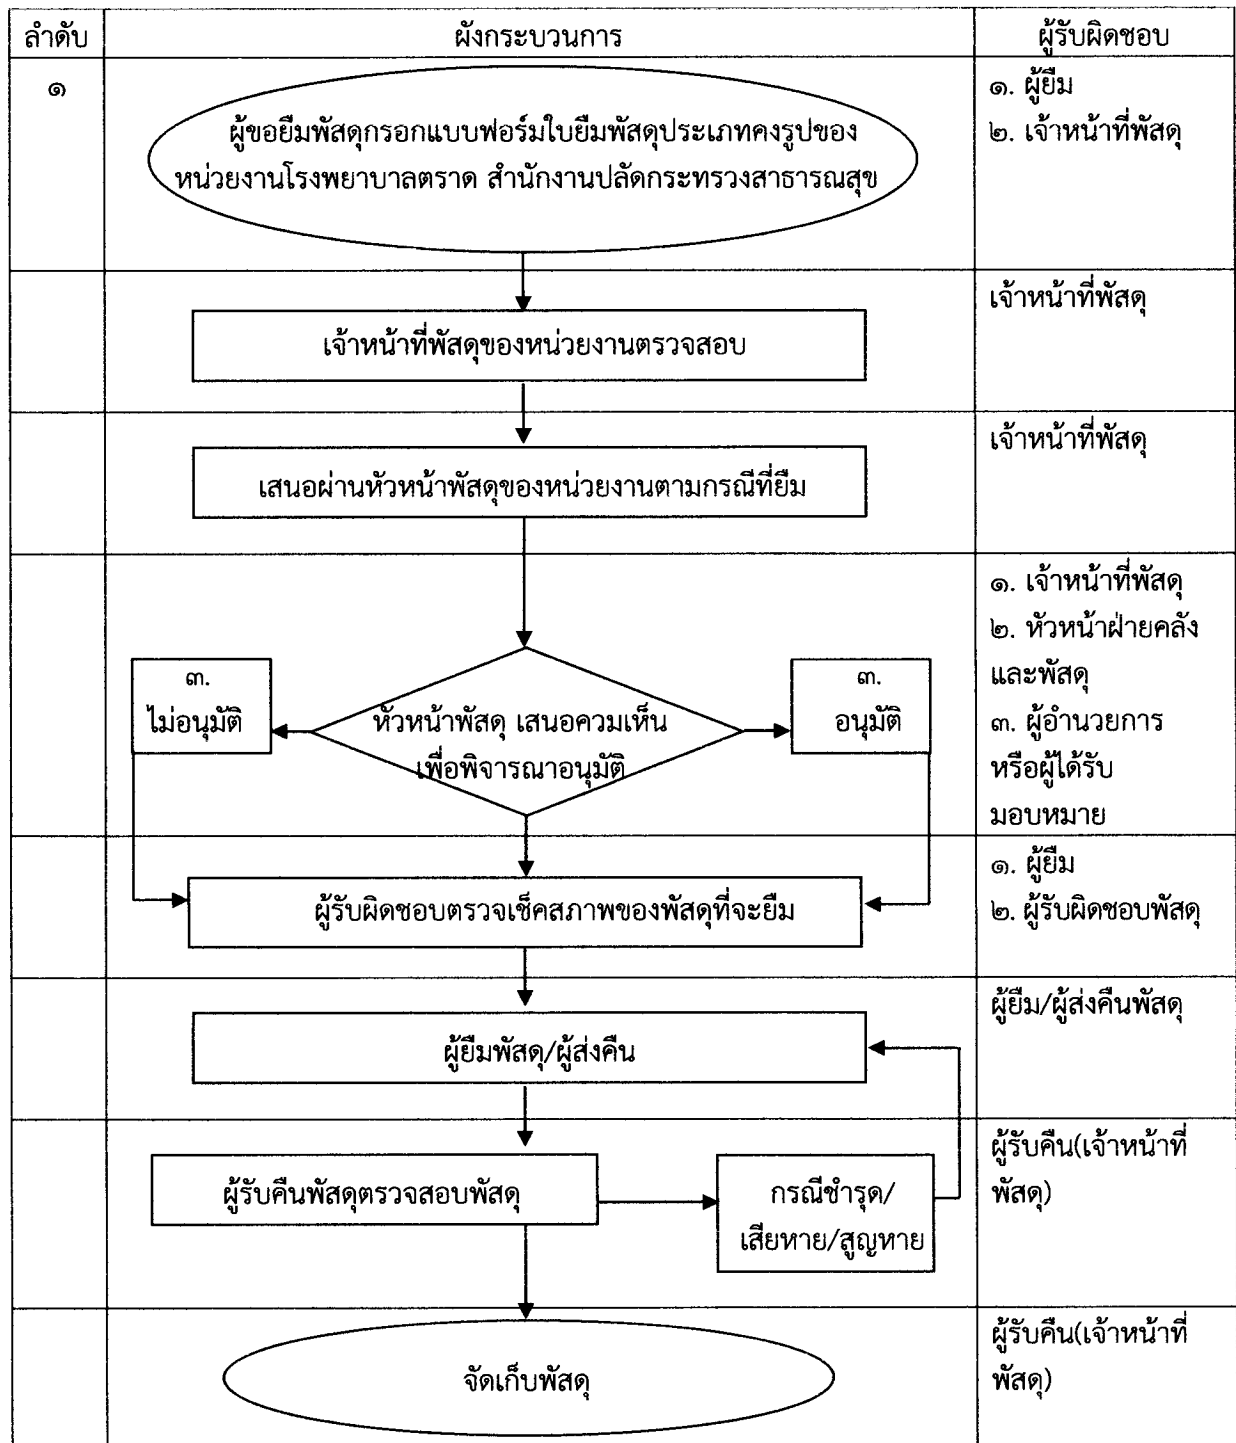 ลำดับ ผังกระบวนการ ผู้รับผิดชอบ
๑
ผู้ขอยืมพัสดุกรอกแบบฟอร์มใบยืมพัสดุประเภทคงรูปของ
หน่วยงานโรงพยาบาลตราด สำนักงานปลัดกระทรวงสาธารณสุข
๑. ผู้ยืม
๒. เจ้าหน้าที่พัสดุ
เจ้าหน้าที่พัสดุของหน่วยงานตรวจสอบ
เจ้าหน้าที่พัสดุ
เสนอผ่านหัวหน้าพัสดุของหน่วยงานตามกรณีที่ยืม
เจ้าหน้าที่พัสดุ
๓.
ไม่อนุมัติ
หัวหน้าพัสดุ เสนอควมเห็น
เพื่อพิจารณาอนุมัติ
๓.
อนุมัติ
๑. เจ้าหน้าที่พัสดุ
๒. หัวหน้าฝ่ายคลัง
และพัสดุ
๓. ผู้อำนวยการ
หรือผู้ได้รับ
มอบหมาย
ผู้รับผิดชอบตรวจเช็คสภาพของพัสดุที่จะยืม
๑. ผู้ยืม
๒. ผู้รับผิดชอบพัสดุ
ผู้ยืมพัสดุ/ผู้ส่งคืน
ผู้ยืม/ผู้ส่งคืนพัสดุ
ผู้รับคืนพัสดุตรวจสอบพัสดุ
กรณีชำรุด/
เสียหาย/สูญหาย
ผู้รับคืน(เจ้าหน้าที่
พัสดุ)
จัดเก็บพัสดุ
ผู้รับคืน(เจ้าหน้าที่
พัสดุ)